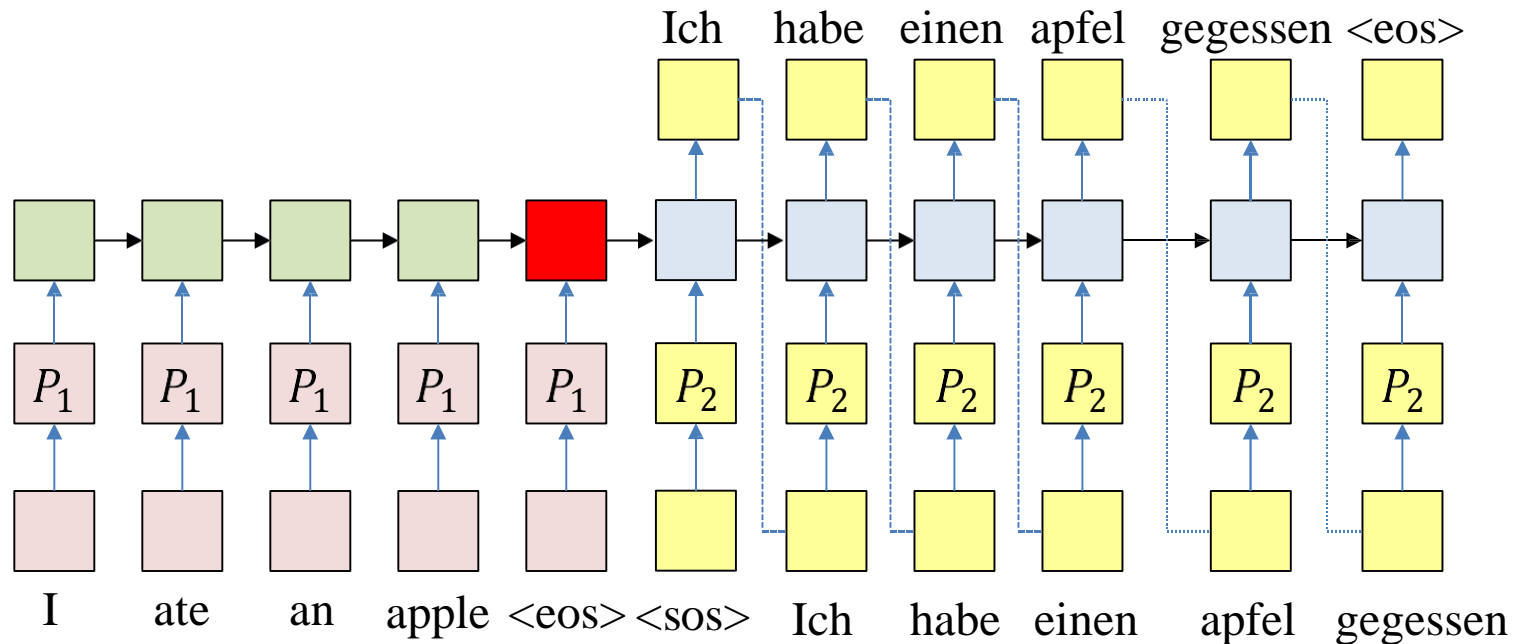 Ich habe einen apfel gegessen <eos>
P₁ P₁ P₁ P₁ P₁ P₂ P₂ P₂ P₂ P₂ P₂
I ate an apple <eos> <sos> Ich habe einen apfel gegessen